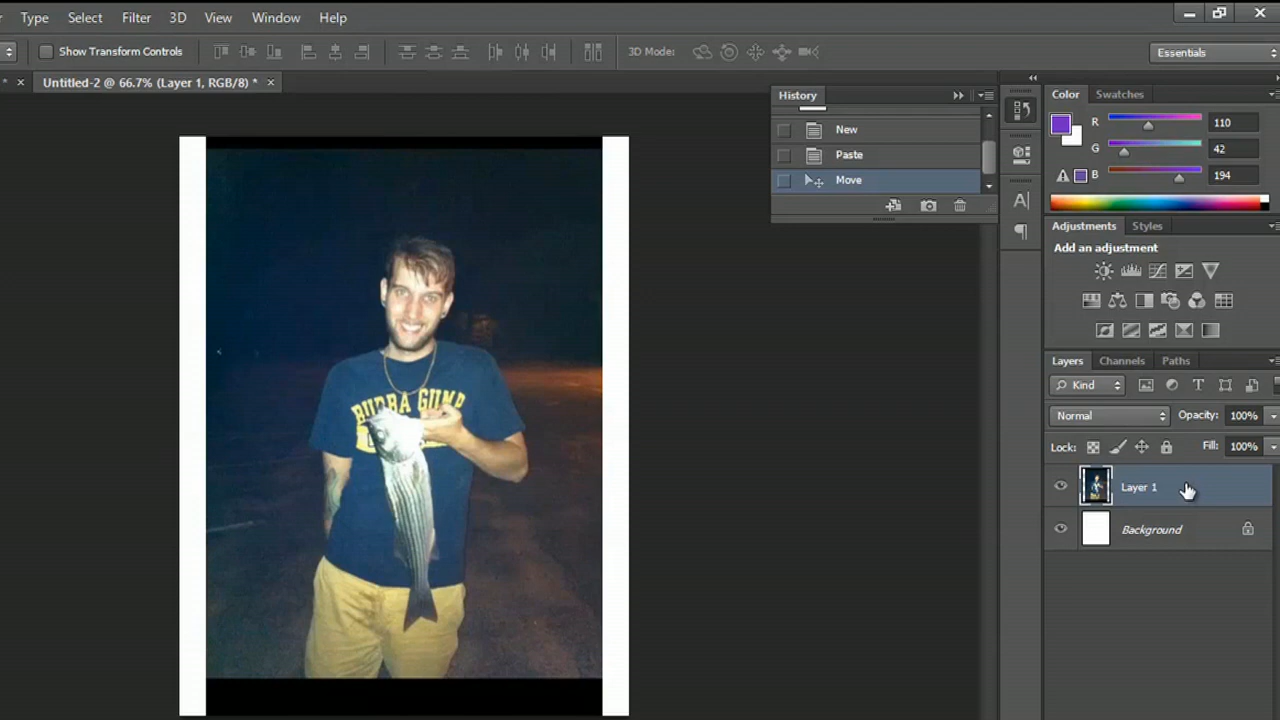 Type Select Filter 3D View Window Help
Show Transform Controls 3D Mode: Essentials
Untitled-2 @ 66.7% (Layer 1, RGB/8) *
History
New
Paste
Move
Color Swatches
R 110
G 42
B 194
Adjustments Styles
Add an adjustment
Layers Channels Paths
Kind
Normal Opacity: 100%
Lock: Fill: 100%
Layer 1
Background
BUBBA GUMP